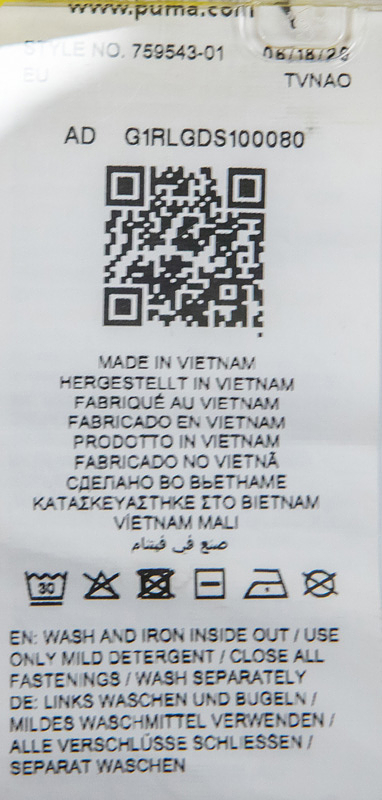 www.puma.com
STYLE NO. 759543-01 08/18/20
EU TVNAO
AD G1RLGDS100080
MADE IN VIETNAM
HERGESTELLT IN VIETNAM
FABRIQUÉ AU VIETNAM
FABRICADO EN VIETNAM
PRODOTTO IN VIETNAM
FABRICADO NO VIETNÃ
СДЕЛАНО ВО ВЬЕТНАМЕ
ΚΑΤΑΣΚΕΥΑΣΤΗΚΕ ΣΤΟ ΒΙΕΤΝΑΜ
VİETNAM MALI
صنع في فيتنام
30
EN: WASH AND IRON INSIDE OUT / USE
ONLY MILD DETERGENT / CLOSE ALL
FASTENINGS / WASH SEPARATELY
DE: LINKS WASCHEN UND BUGELN /
MILDES WASCHMITTEL VERWENDEN /
ALLE VERSCHLÜSSE SCHLIESSEN /
SEPARAT WASCHEN